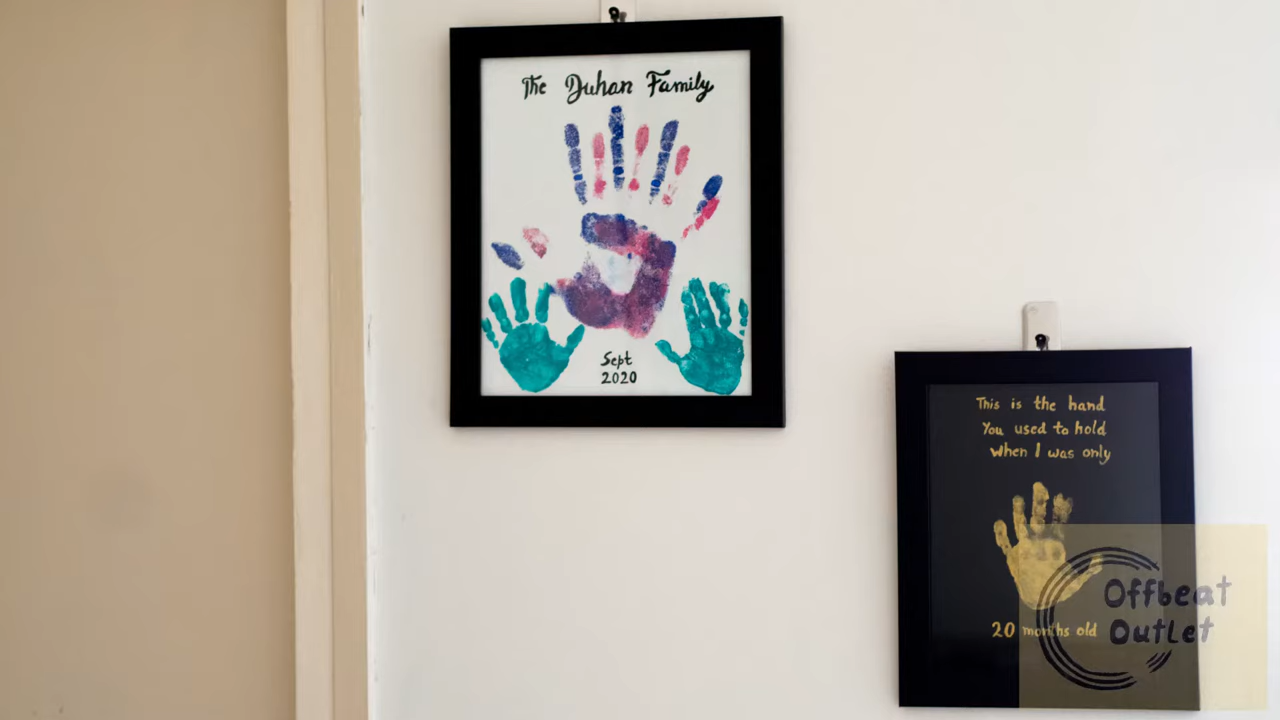 The Duhan Family
Sept
2020
This is the hand
You used to hold
When I was only
20 months old
Offbeat
Outlet